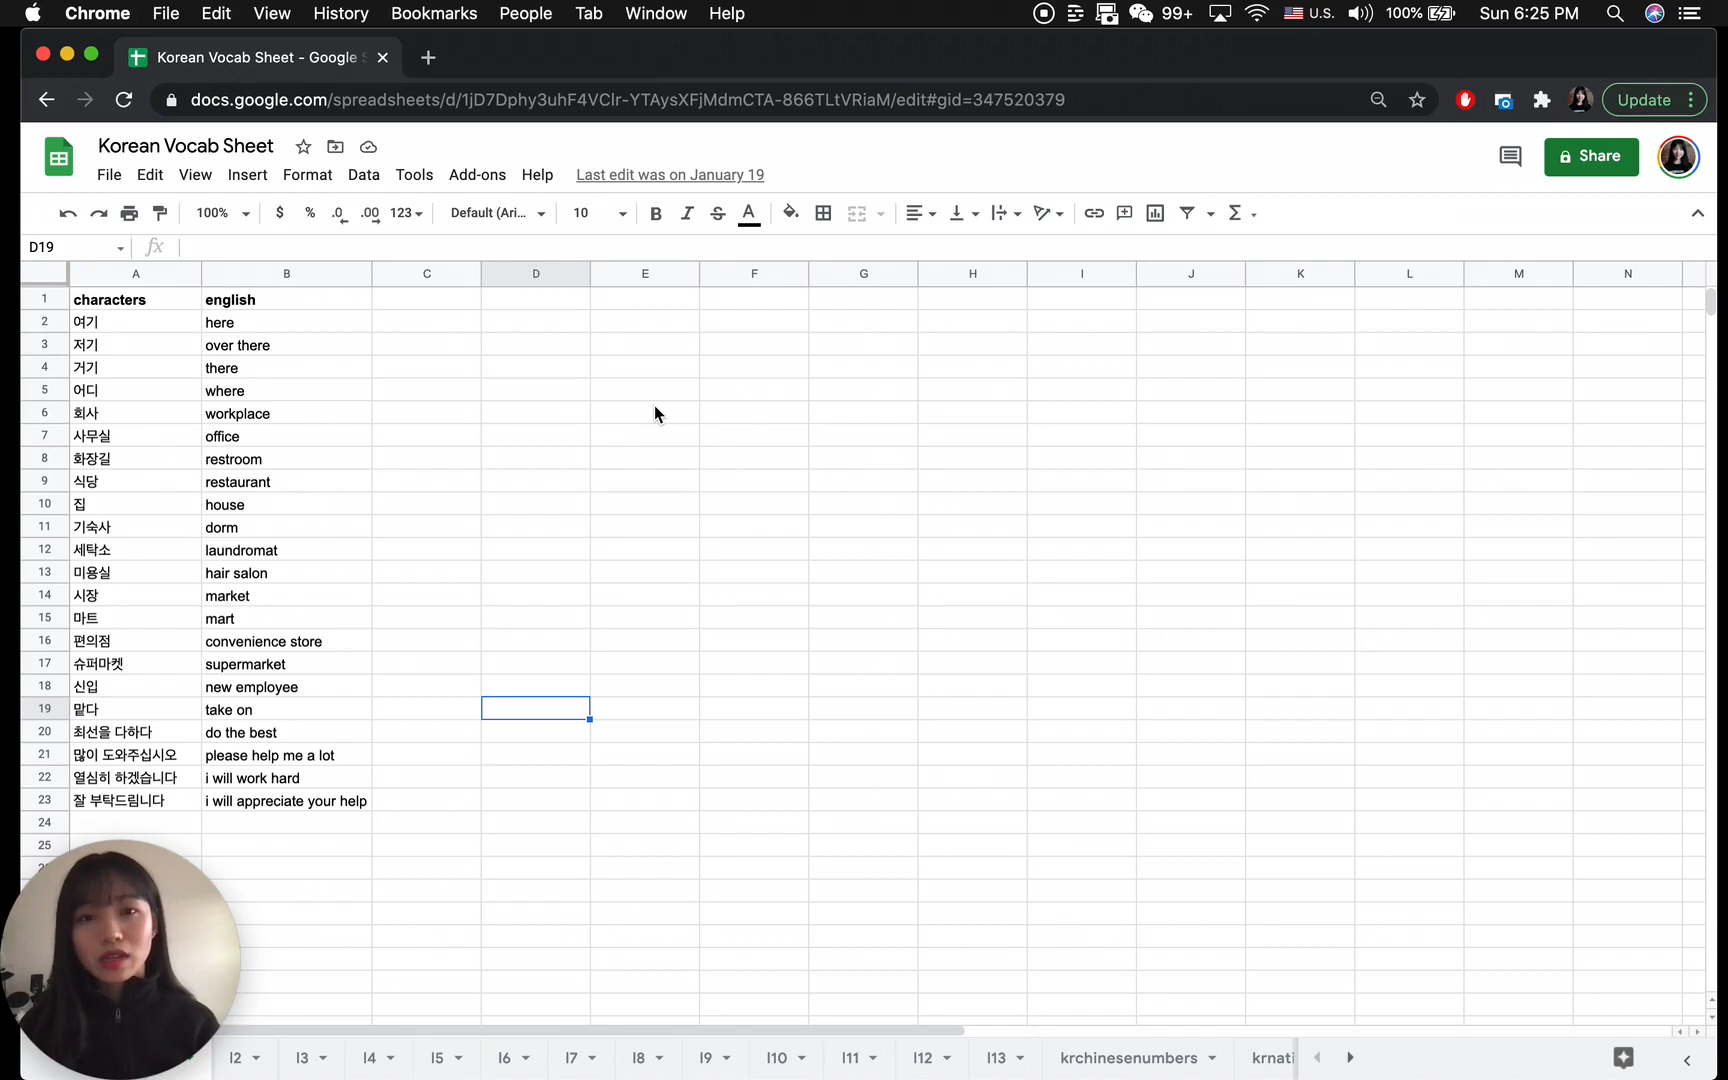 Chrome File Edit View History Bookmarks People Tab Window Help 99+ U.S. 100% Sun 6:25 PM
Korean Vocab Sheet - Google
docs.google.com/spreadsheets/d/1jD7Dphy3uhF4VClr-YTAysXFjMdmCTA-866TLtVRiaM/edit#gid=347520379 Update
Korean Vocab Sheet Share
File Edit View Insert Format Data Tools Add-ons Help Last edit was on January 19
100% $ % .0 .00 123 Default (Ari... 10 B I S A Σ
D19 fx
A B C D E F G H I J K L M N
1 characters english
2 여기 here
3 저기 over there
4 거기 there
5 어디 where
6 회사 workplace
7 사무실 office
8 화장길 restroom
9 식당 restaurant
10 집 house
11 기숙사 dorm
12 세탁소 laundromat
13 미용실 hair salon
14 시장 market
15 마트 mart
16 편의점 convenience store
17 슈퍼마켓 supermarket
18 신입 new employee
19 맡다 take on
20 최선을 다하다 do the best
21 많이 도와주십시오 please help me a lot
22 열심히 하겠습니다 i will work hard
23 잘 부탁드림니다 i will appreciate your help
24
25
l2 l3 l4 l5 l6 l7 l8 l9 l10 l11 l12 l13 krchinesenumbers krnati